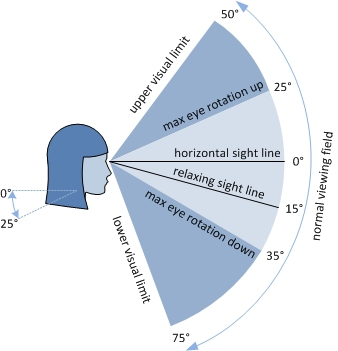 50°
upper visual limit
25°
max eye rotation up
horizontal sight line
0°
relaxing sight line
15°
max eye rotation down
35°
lower visual limit
75°
normal viewing field
0°
25°